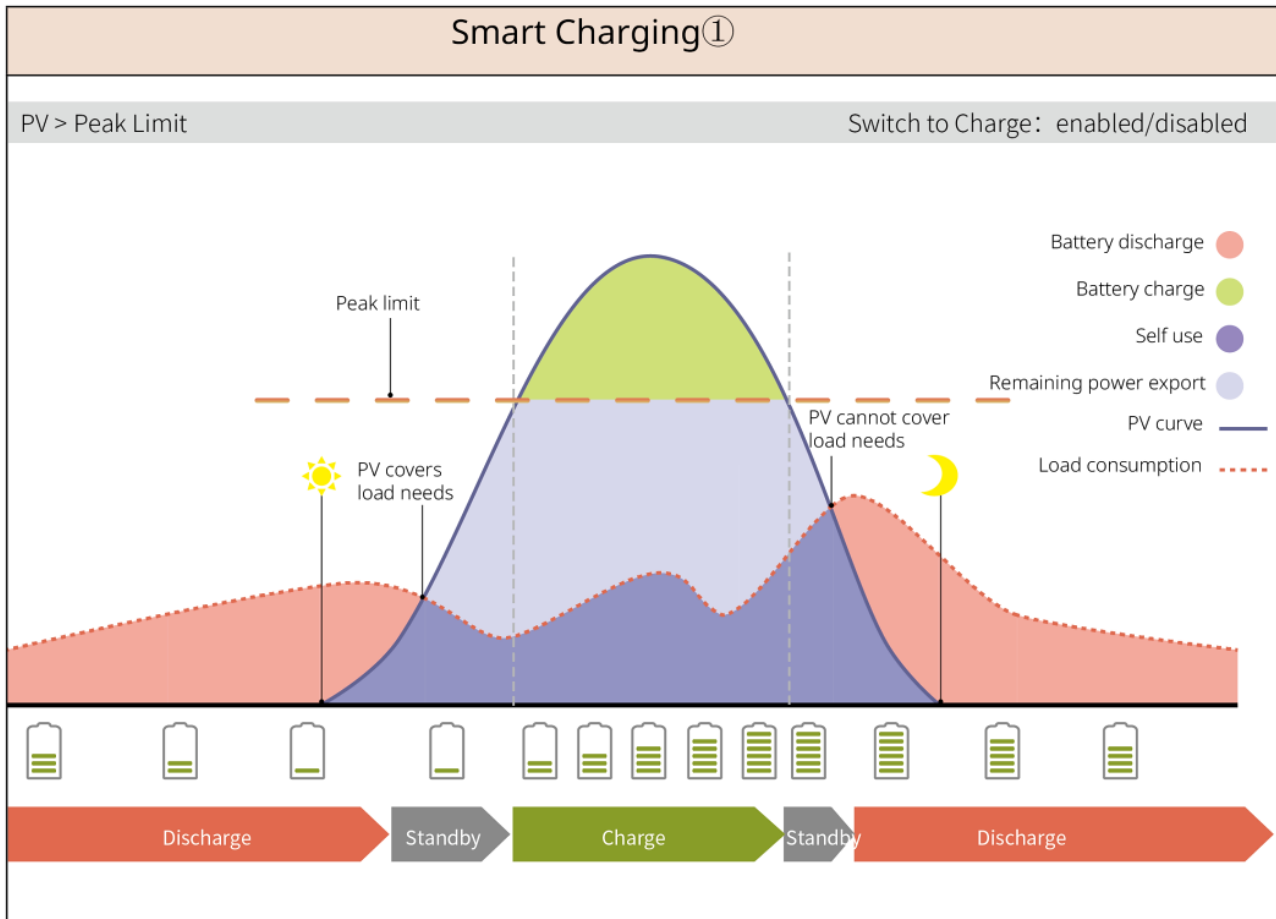 Smart Charging①
PV > Peak Limit
Switch to Charge：enabled/disabled
Battery discharge
Battery charge
Self use
Remaining power export
PV curve
Load consumption
Peak limit
PV covers
load needs
PV cannot cover
load needs
Discharge
Standby
Charge
Standby
Discharge